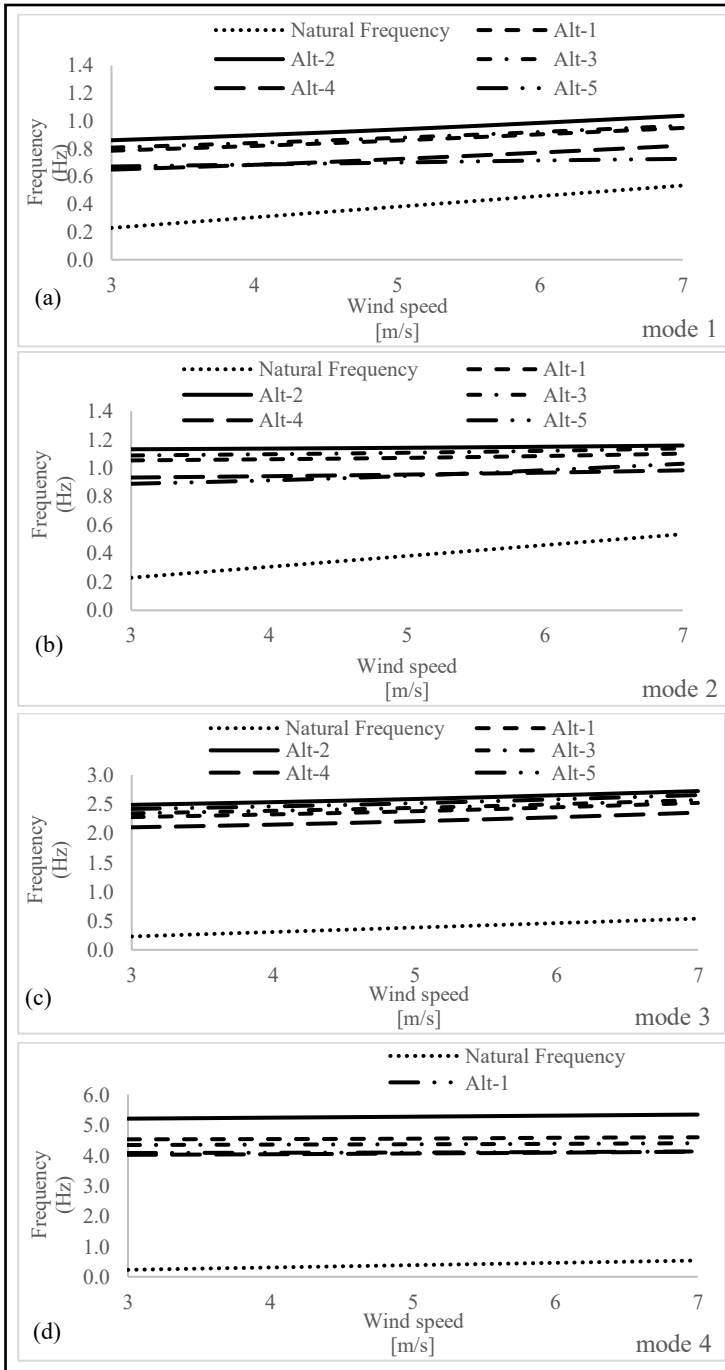 Natural Frequency Alt-1
Alt-2 Alt-3
Alt-4 Alt-5
1.4
1.2
1.0
0.8
0.6
0.4
0.2
0.0
Frequency
(Hz)
3 4 5 6 7
Wind speed
[m/s]
(a)
mode 1
Natural Frequency Alt-1
Alt-2 Alt-3
Alt-4 Alt-5
1.4
1.2
1.0
0.8
0.6
0.4
0.2
0.0
Frequency
(Hz)
3 4 5 6 7
Wind speed
[m/s]
(b)
mode 2
Natural Frequency Alt-1
Alt-2 Alt-3
Alt-4 Alt-5
3.0
2.5
2.0
1.5
1.0
0.5
0.0
Frequency
(Hz)
3 4 5 6 7
Wind speed
[m/s]
(c)
mode 3
Natural Frequency
Alt-1
6.0
5.0
4.0
3.0
2.0
1.0
0.0
Frequency
(Hz)
3 4 5 6 7
Wind speed
[m/s]
(d)
mode 4